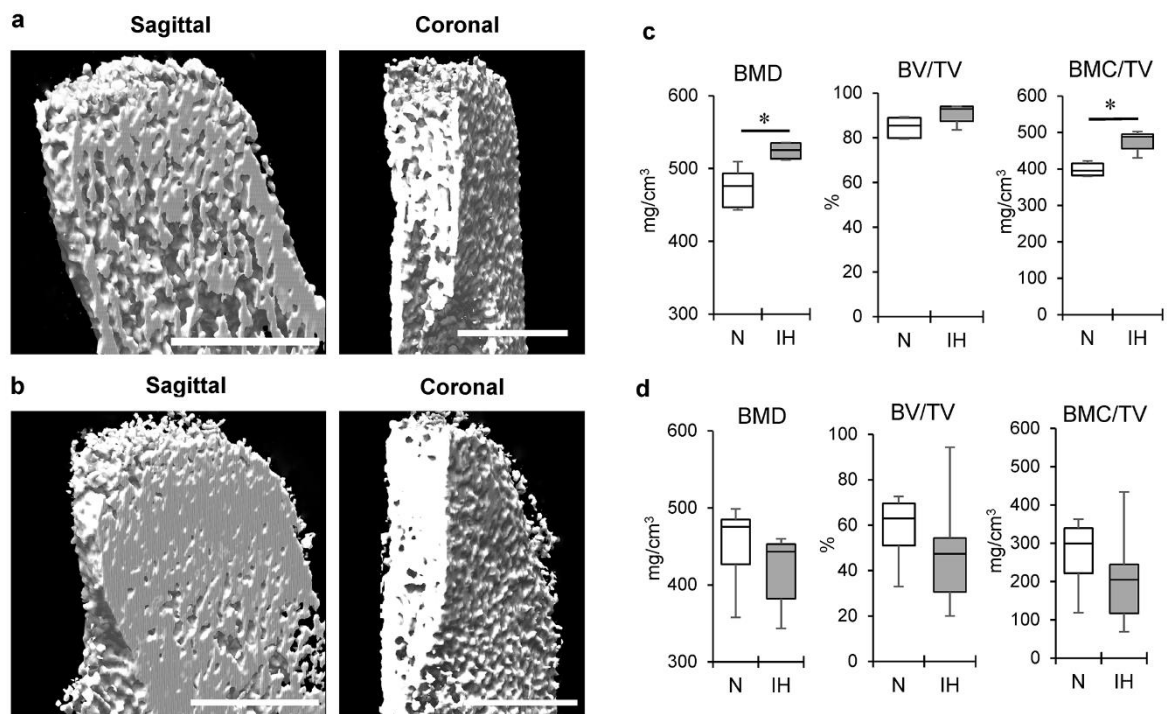 a
Sagittal
Coronal
b
Sagittal
Coronal
c
BMD
600
500
400
300
mg/cm³
*
N
IH
BV/TV
100
80
60
40
20
0
%
N
IH
BMC/TV
600
500
400
300
200
100
0
mg/cm³
*
N
IH
d
BMD
600
500
400
300
mg/cm³
N
IH
BV/TV
100
80
60
40
20
0
%
N
IH
BMC/TV
600
500
400
300
200
100
0
mg/cm³
N
IH